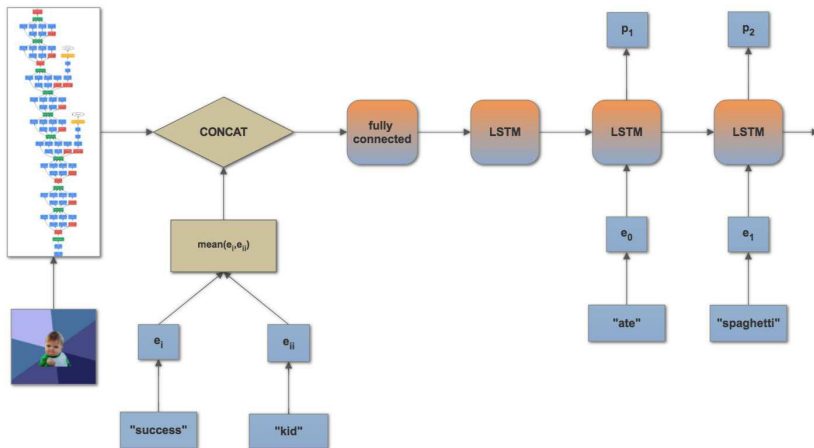 p1
p2
CONCAT
fully
connected
LSTM
LSTM
LSTM
mean(ei,eii)
e0
e1
"ate"
"spaghetti"
ei
eii
"success"
"kid"